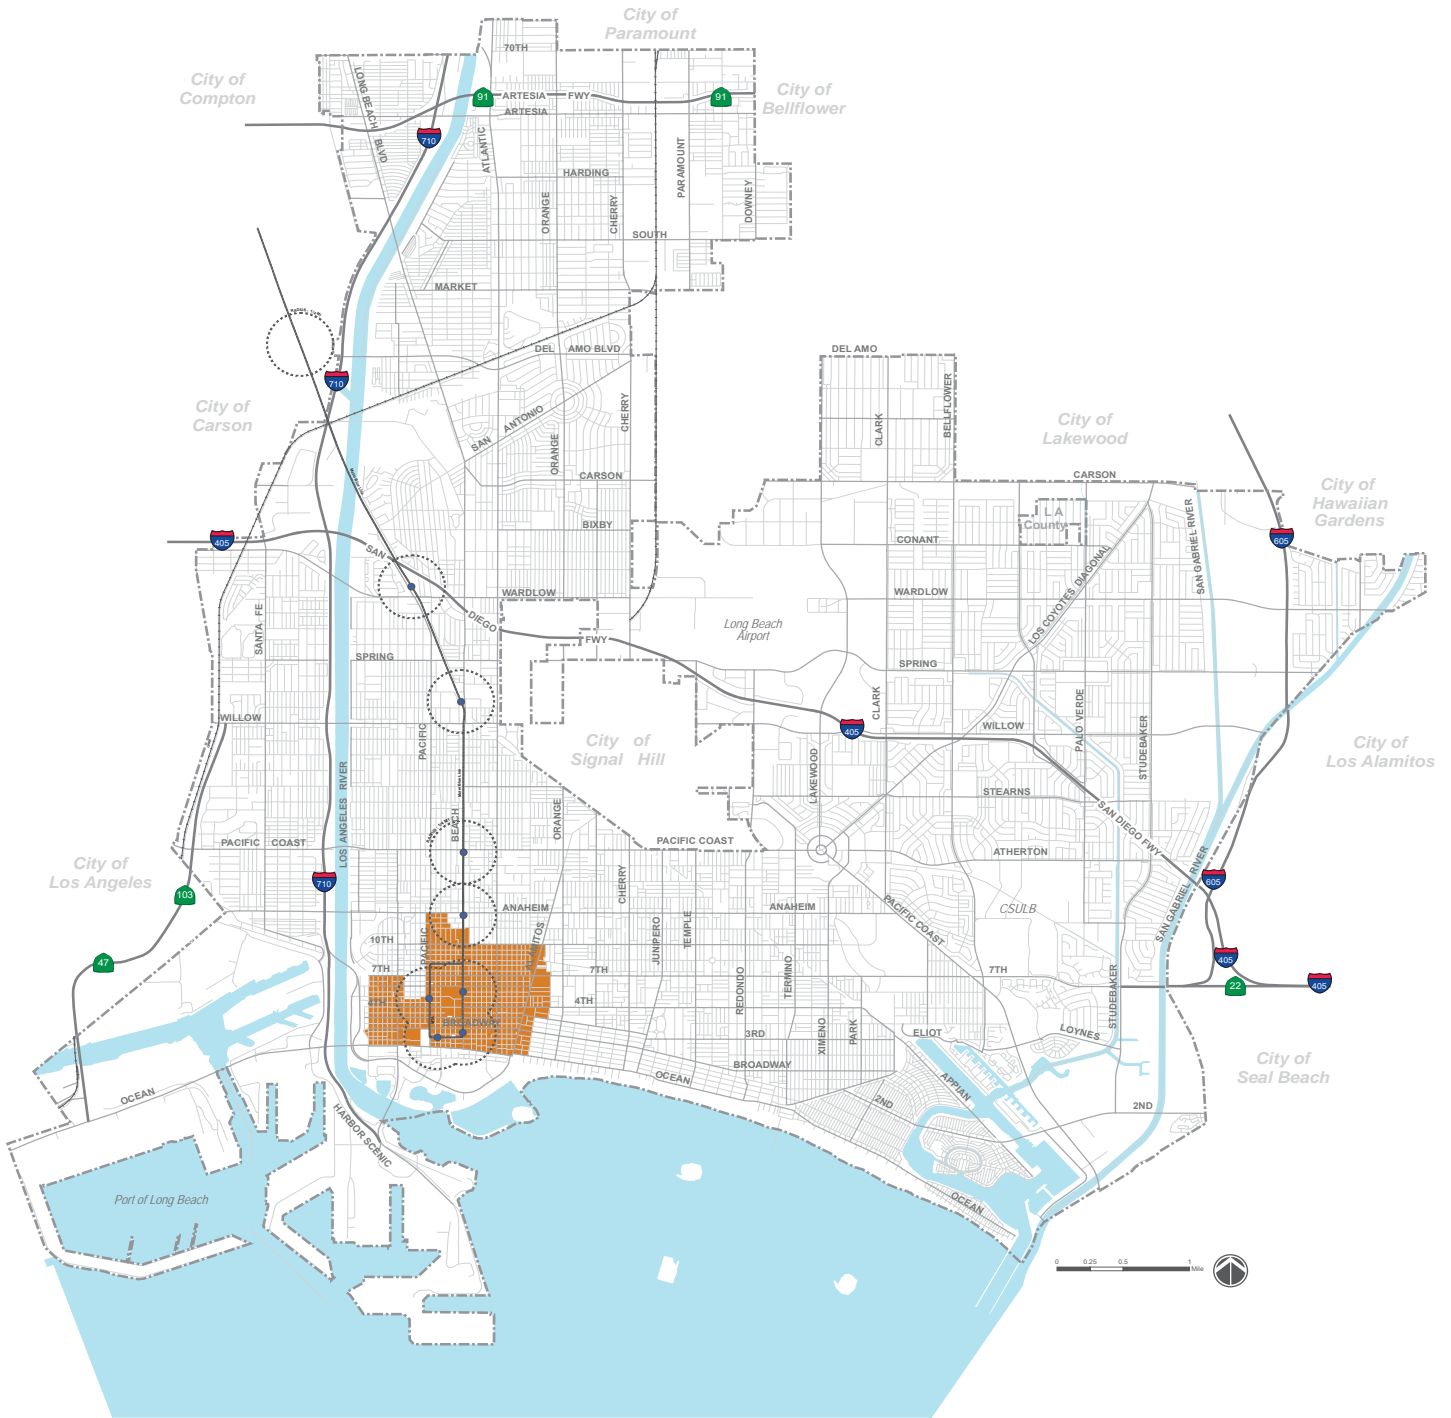 City of
Paramount
70TH
City of
Compton
LONG BEACH BLVD
City of
Bellflower
91
ARTESIA FWY
91
ARTESIA
710
ATLANTIC
PARAMOUNT
HARDING
ORANGE
CHERRY
DOWNEY
SOUTH
MARKET
DEL AMO BLVD
DEL AMO
710
City of
Carson
SAN ANTONIO
CHERRY
CLARK
BELLFLOWER
City of
Lakewood
ORANGE
CARSON
CARSON
City of
Hawaiian
Gardens
L A
County
SAN GABRIEL RIVER
BIXBY
405
CONANT
605
SAN DIEGO FWY
WARDLOW
WARDLOW
LOS COYOTES DIAGONAL
SANTA FE
Long Beach
Airport
SPRING
SPRING
CLARK
PALO VERDE
WILLOW
PACIFIC
City of
Signal Hill
405
WILLOW
STUDEBAKER
City of
Los Alamitos
LAKEWOOD
LOS ANGELES RIVER
BEACH
ORANGE
STEARNS
SAN DIEGO FWY
PACIFIC COAST
PACIFIC COAST
ATHERTON
City of
Los Angeles
710
103
CHERRY
605
SAN GABRIEL RIVER
ANAHEIM
ANAHEIM
PACIFIC COAST
CSULB
PACIFIC
10TH
ALAMITOS
JUNIPERO
TEMPLE
47
7TH
7TH
TERMINO
REDONDO
7TH
405
22
405
4TH
4TH
BROADWAY
3RD
XIMENO
PARK
ELIOT
STUDEBAKER
LOYNES
City of
Seal Beach
BROADWAY
OCEAN
OCEAN
APPIAN
2ND
2ND
HARBOR SCENIC
Port of Long Beach
OCEAN
0 0.25 0.5 1
Mile